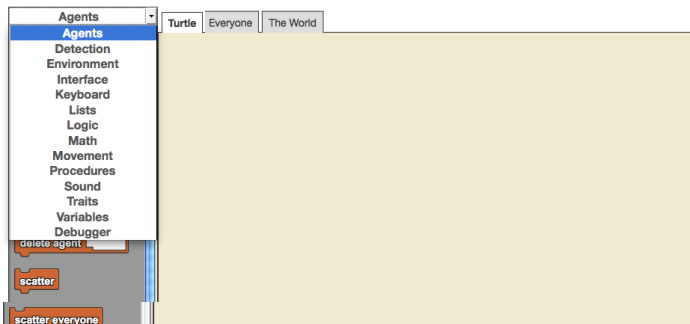 Agents
Turtle Everyone The World
Agents
Detection
Environment
Interface
Keyboard
Lists
Logic
Math
Movement
Procedures
Sound
Traits
Variables
Debugger
delete agent
scatter
scatter everyone